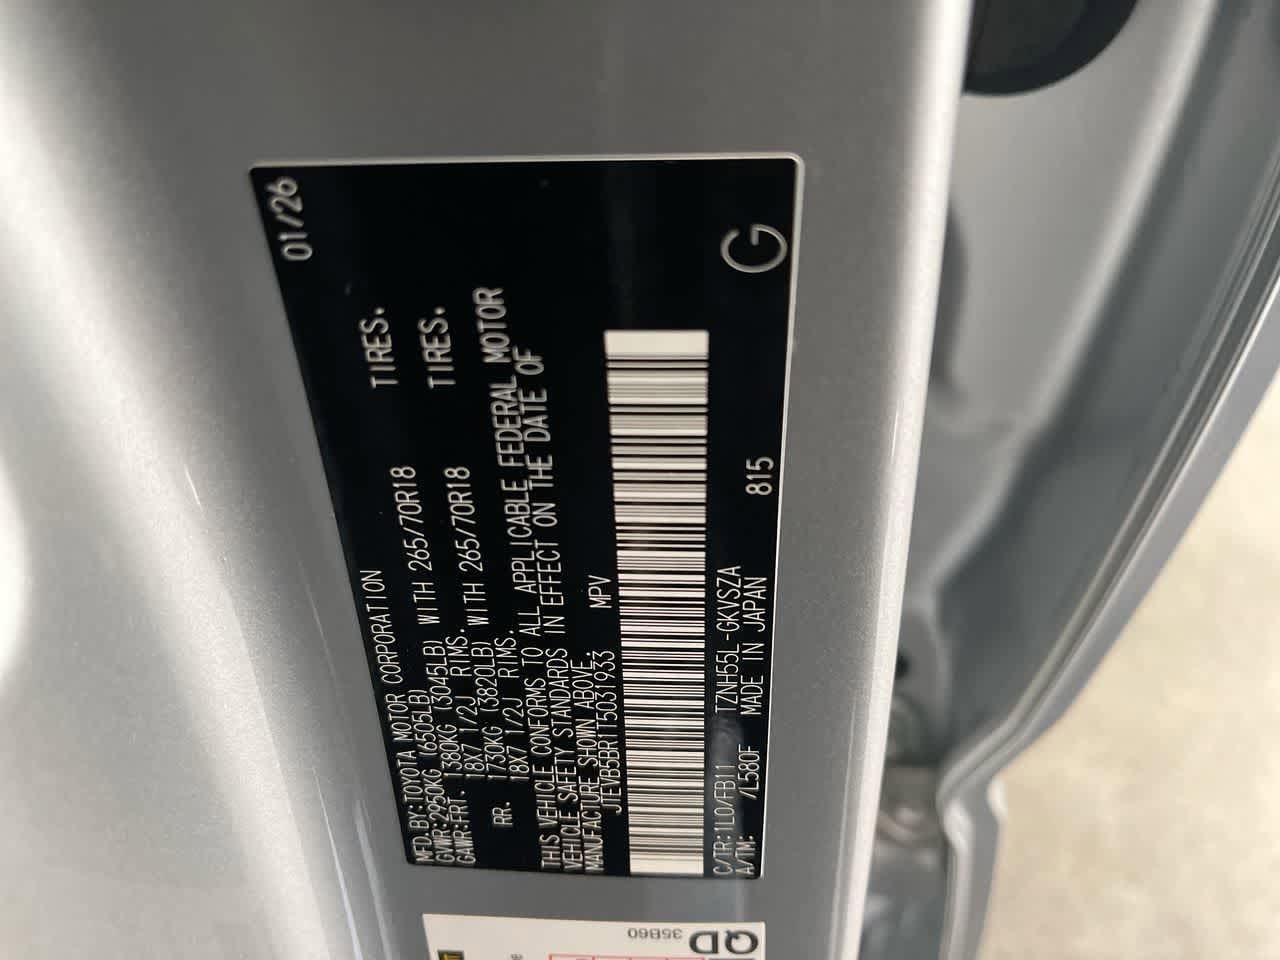 MFD. BY: TOYOTA MOTOR CORPORATION 01/26
GVWR: 2950KG (6505LB)
GAWR: FRT. 1380KG (3045LB) WITH 265/70R18 TIRES.
18X7 1/2J RIMS.
RR. 1730KG (3820LB) WITH 265/70R18 TIRES.
18X7 1/2J RIMS.
THIS VEHICLE CONFORMS TO ALL APPLICABLE FEDERAL MOTOR
VEHICLE SAFETY STANDARDS IN EFFECT ON THE DATE OF
MANUFACTURE SHOWN ABOVE.
JTEVB5BR1T5031933 MPV
C/TR: 1L0/FB11 TZNH55L-GKVSZA
A/TM: /L580F MADE IN JAPAN 815 G
35B60
QD